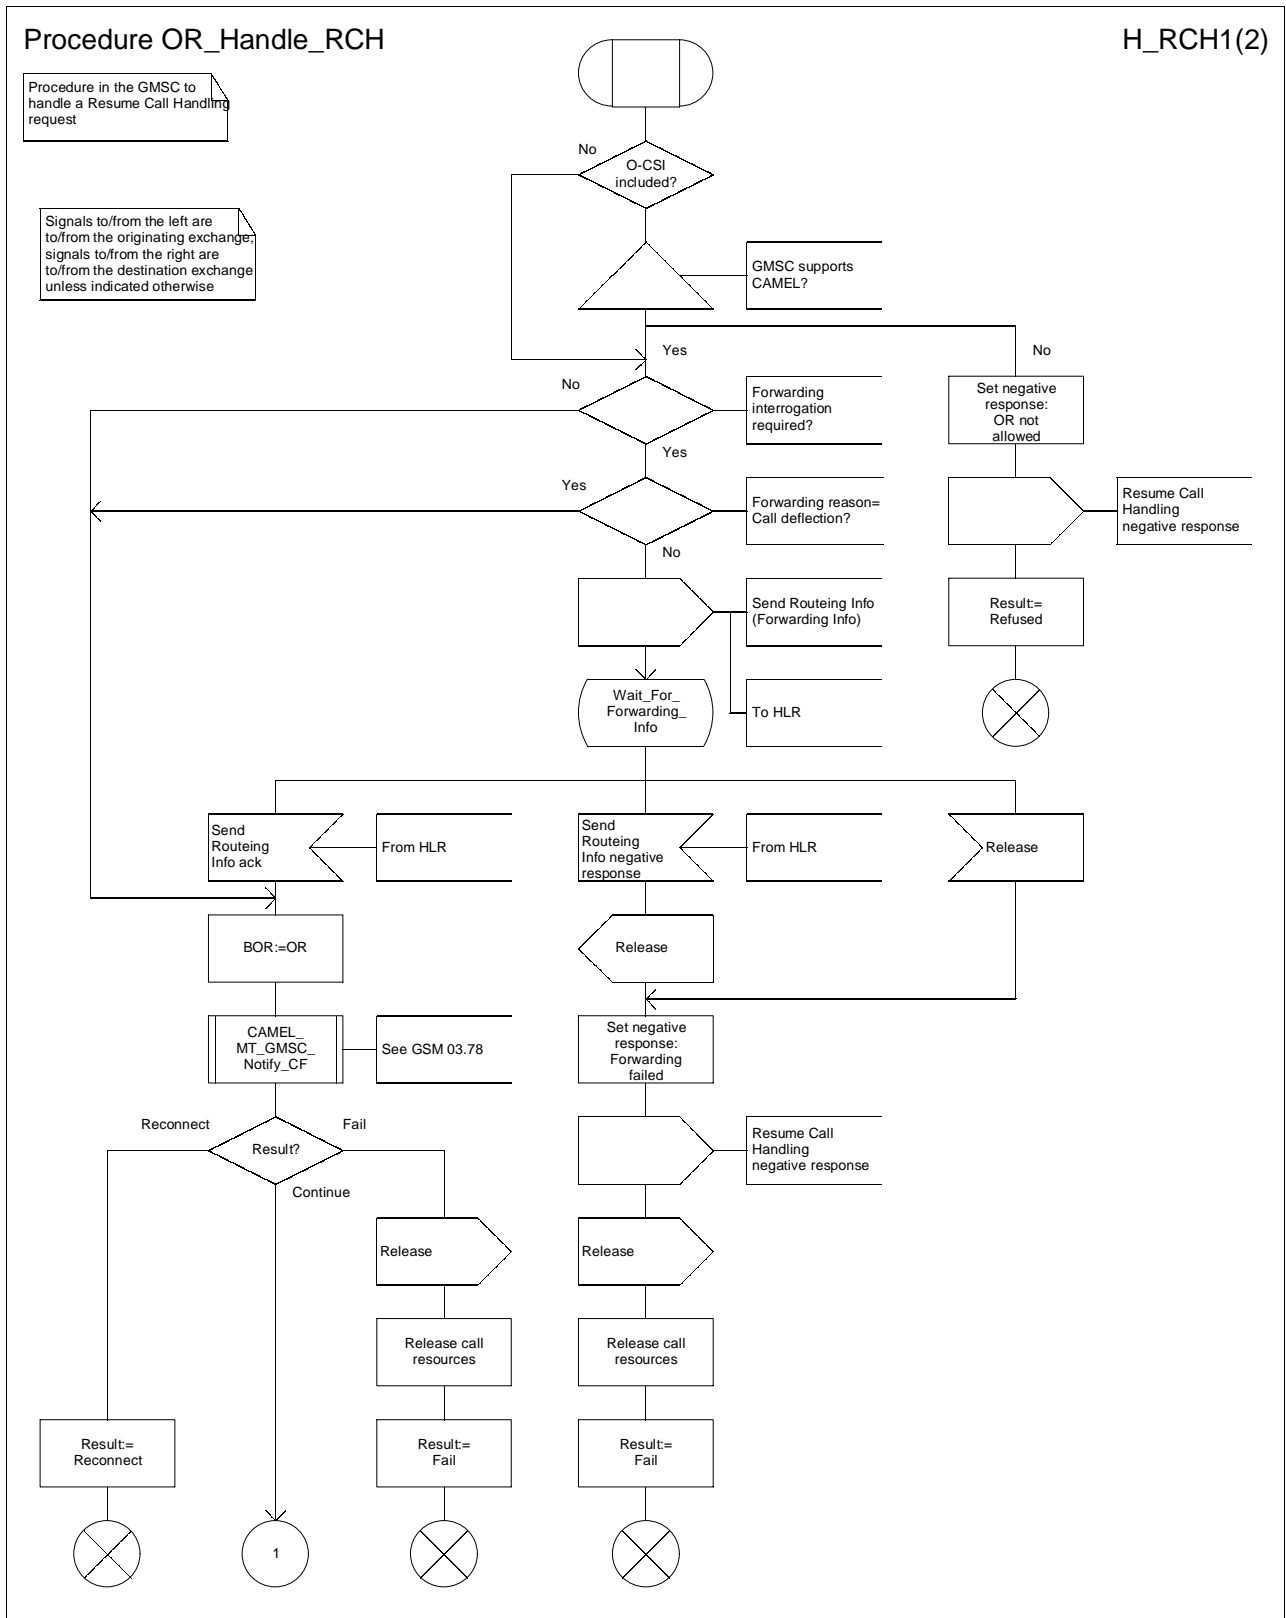 Procedure OR_Handle_RCH
H_RCH1(2)
Procedure in the GMSC to
handle a Resume Call Handling
request
Signals to/from the left are
to/from the originating exchange;
signals to/from the right are
to/from the destination exchange
unless indicated otherwise
No
O-CSI
included?
GMSC supports
CAMEL?
Yes
No
No
Forwarding
interrogation
required?
Set negative
response:
OR not
allowed
Yes
Yes
Forwarding reason=
Call deflection?
Resume Call
Handling
negative response
No
Send Routeing Info
(Forwarding Info)
Result:=
Refused
Wait_For_
Forwarding_
Info
To HLR
Send
Routeing
Info ack
From HLR
Send
Routeing
Info negative
response
From HLR
Release
BOR:=OR
Release
CAMEL_
MT_GMSC_
Notify_CF
See GSM 03.78
Set negative
response:
Forwarding
failed
Reconnect
Fail
Result?
Continue
Resume Call
Handling
negative response
Release
Release
Release call
resources
Release call
resources
Result:=
Reconnect
Result:=
Fail
Result:=
Fail
1